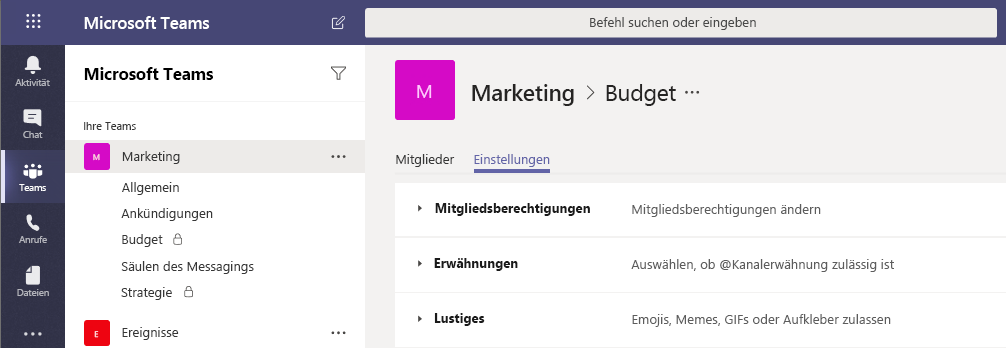 Microsoft Teams
Befehl suchen oder eingeben
Aktivität
Chat
Teams
Anrufe
Dateien
Microsoft Teams
Ihre Teams
M
Marketing
Allgemein
Ankündigungen
Budget
Säulen des Messagings
Strategie
E
Ereignisse
M
Marketing > Budget ...
Mitglieder Einstellungen
Mitgliedsberechtigungen Mitgliedsberechtigungen ändern
Erwähnungen Auswählen, ob @Kanalerwähnung zulässig ist
Lustiges Emojis, Memes, GIFs oder Aufkleber zulassen